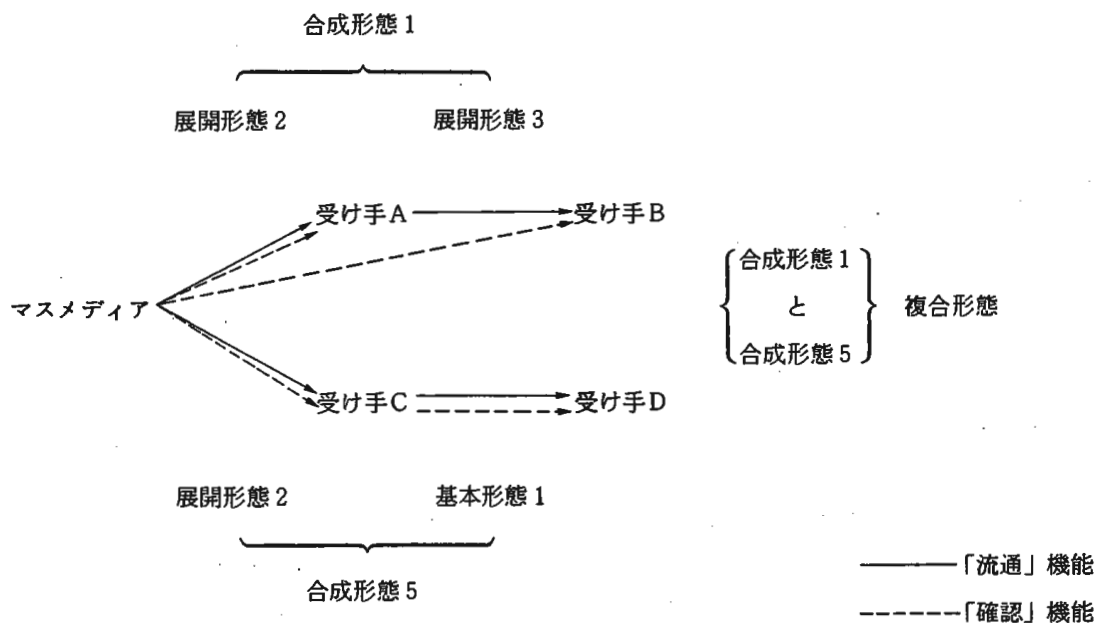 合成形態1
展開形態2 展開形態3
受け手A 受け手B
マスメディア
合成形態1
と
合成形態5
複合形態
受け手C 受け手D
展開形態2 基本形態1
合成形態5
「流通」機能
「確認」機能